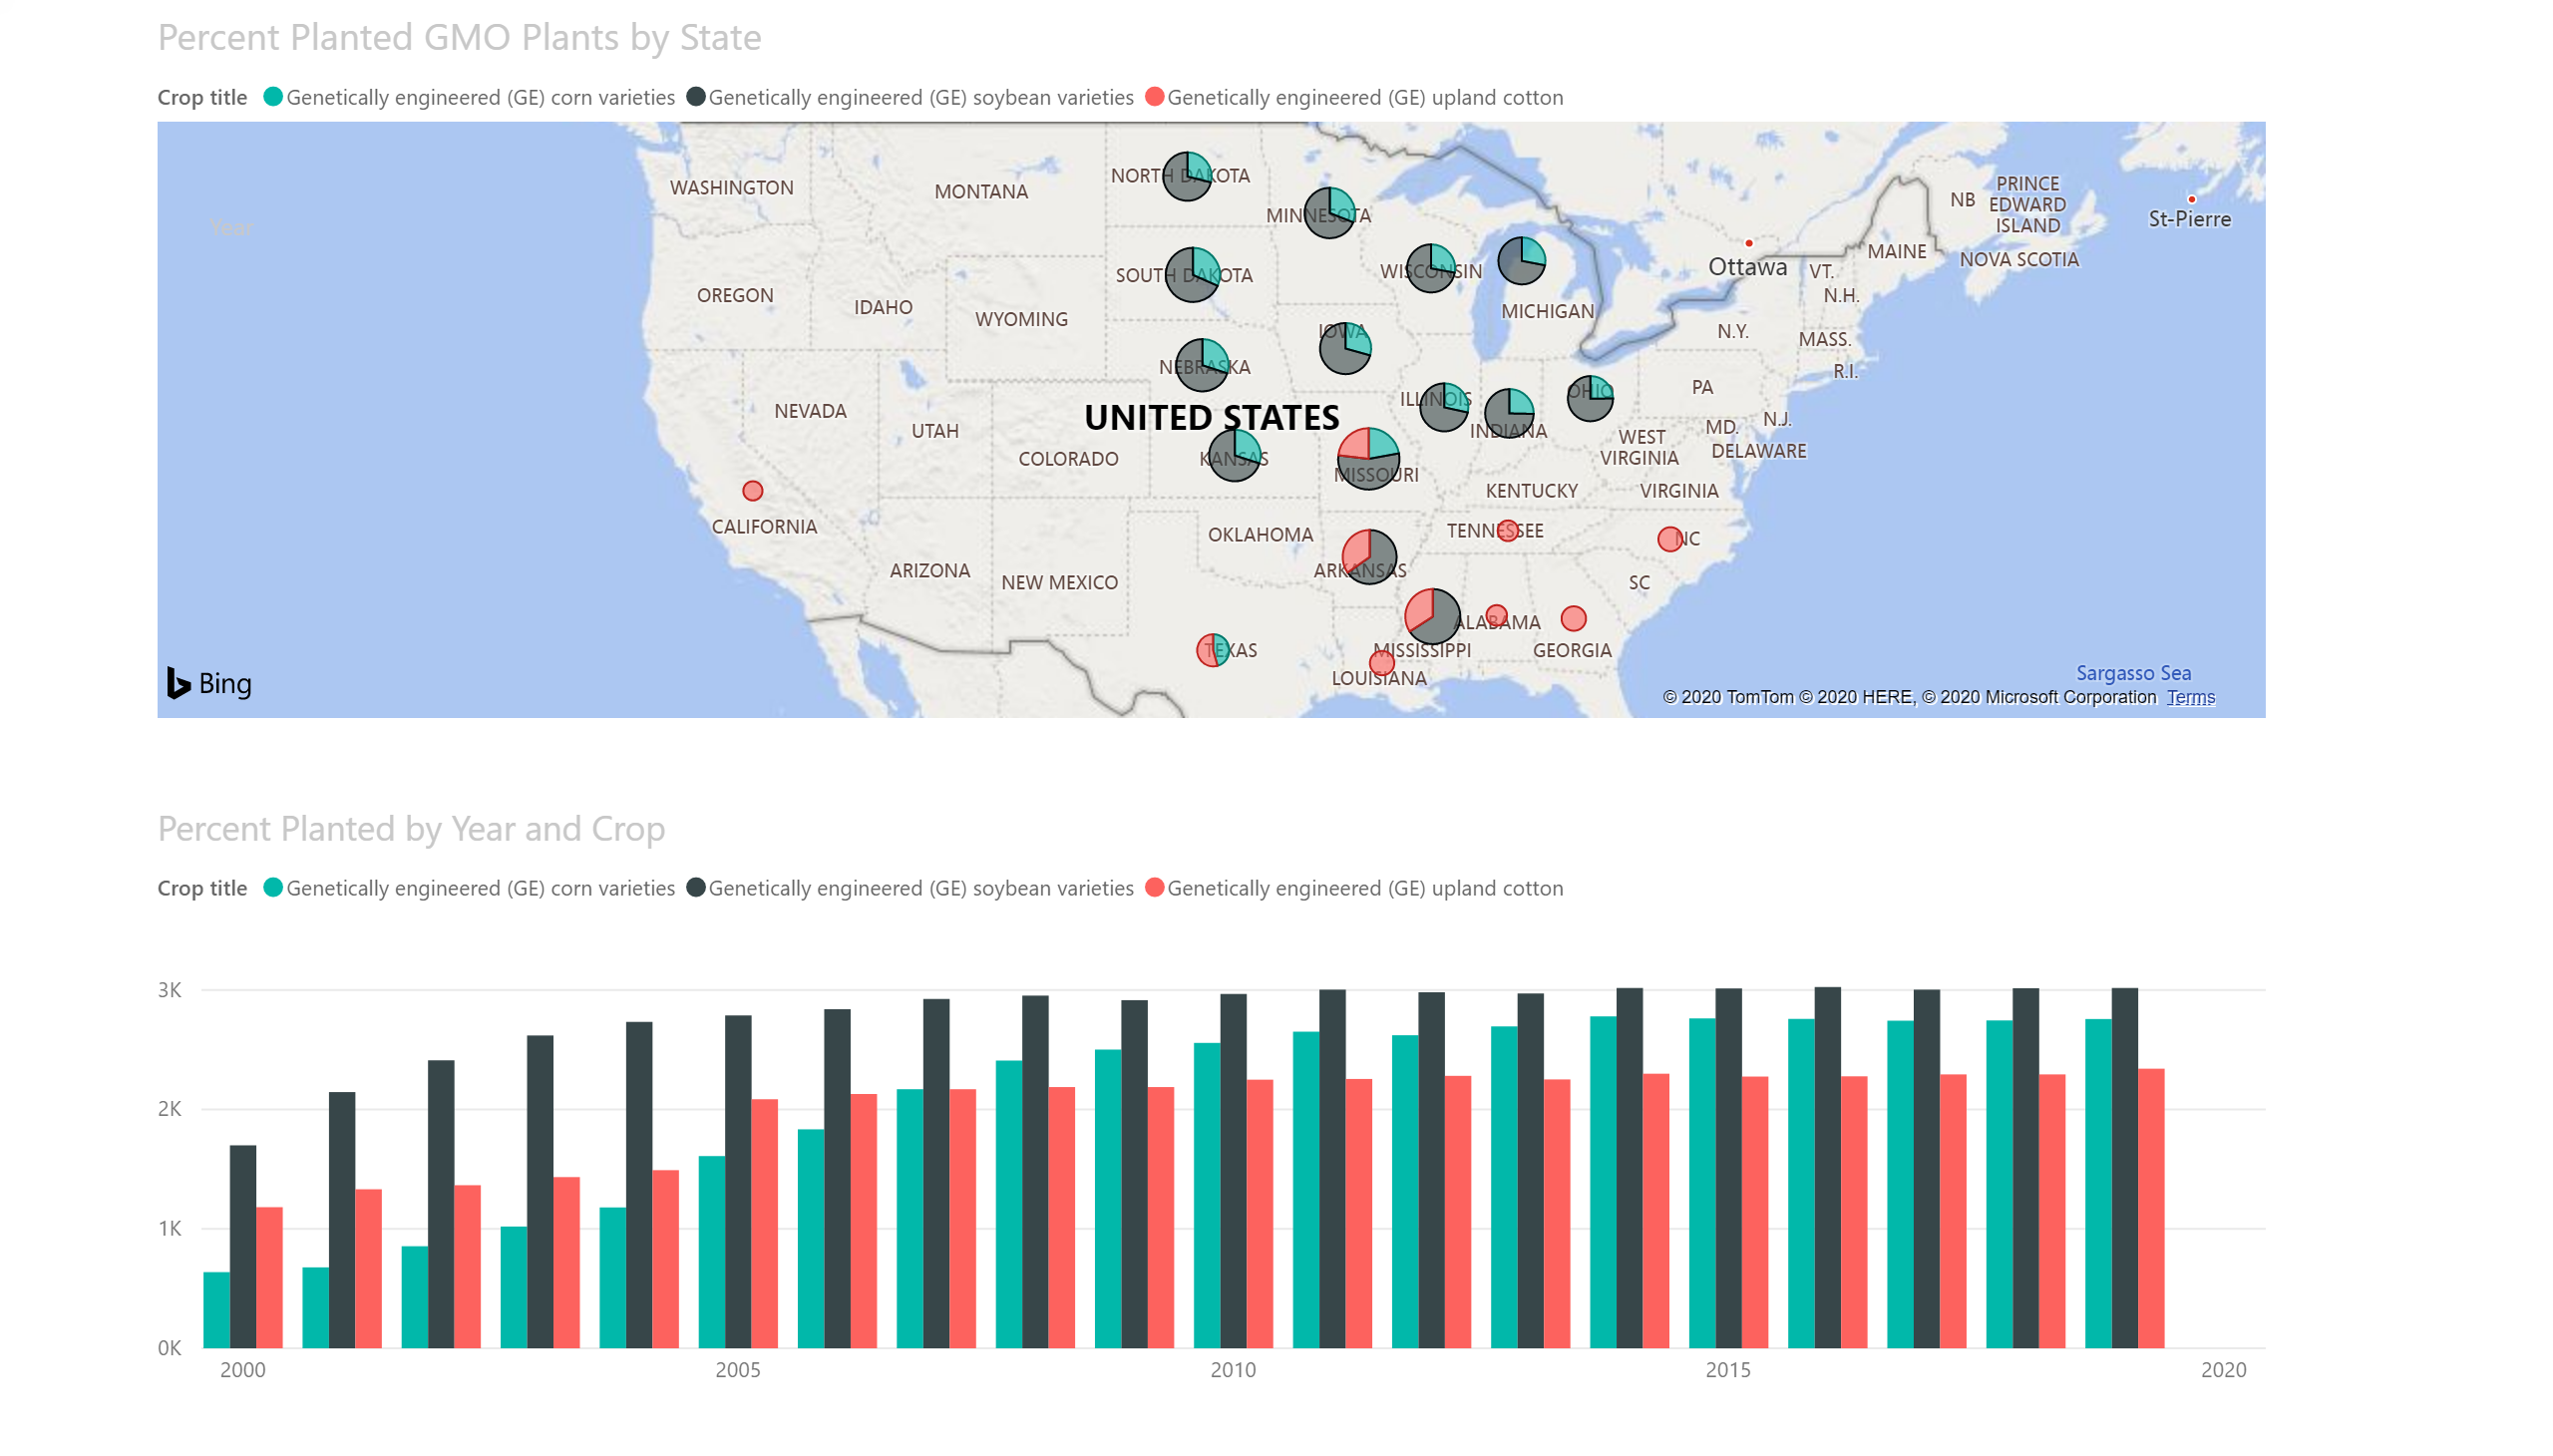 Percent Planted GMO Plants by State
Crop title Genetically engineered (GE) corn varieties Genetically engineered (GE) soybean varieties Genetically engineered (GE) upland cotton
WASHINGTON
MONTANA
NORTH DAKOTA
MINNESOTA
NB
PRINCE
EDWARD
ISLAND
St-Pierre
Year
OREGON
IDAHO
WYOMING
SOUTH DAKOTA
WISCONSIN
MICHIGAN
Ottawa
VT.
N.H.
MAINE
NOVA SCOTIA
IOWA
N.Y.
MASS.
R.I.
NEBRASKA
ILLINOIS
INDIANA
OHIO
PA
N.J.
MD.
DELAWARE
NEVADA
UTAH
COLORADO
UNITED STATES
KANSAS
MISSOURI
WEST
VIRGINIA
KENTUCKY
VIRGINIA
CALIFORNIA
ARIZONA
NEW MEXICO
OKLAHOMA
ARKANSAS
TENNESSEE
NC
SC
TEXAS
MISSISSIPPI
ALABAMA
GEORGIA
LOUISIANA
Sargasso Sea
Bing
© 2020 TomTom © 2020 HERE, © 2020 Microsoft Corporation Terms
Percent Planted by Year and Crop
Crop title Genetically engineered (GE) corn varieties Genetically engineered (GE) soybean varieties Genetically engineered (GE) upland cotton
3K
2K
1K
0K
2000 2005 2010 2015 2020